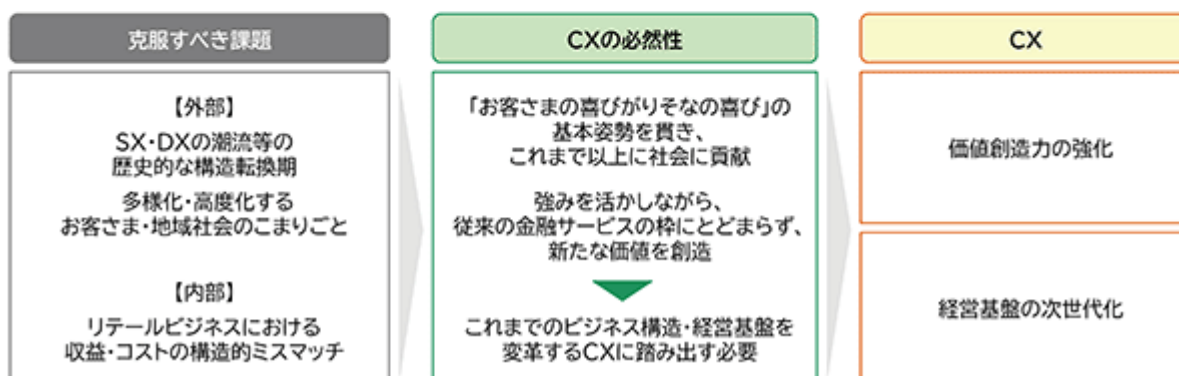 克服すべき課題
【外部】
SX・DXの潮流等の
歴史的な構造転換期
多様化・高度化する
お客さま・地域社会のこまりごと
【内部】
リテールビジネスにおける
収益・コストの構造的ミスマッチ
CXの必然性
「お客さまの喜びがりそなの喜び」の
基本姿勢を貫き、
これまで以上に社会に貢献
強みを活かしながら、
従来の金融サービスの枠にとどまらず、
新たな価値を創造
これまでのビジネス構造・経営基盤を
変革するCXに踏み出す必要
CX
価値創造力の強化
経営基盤の次世代化